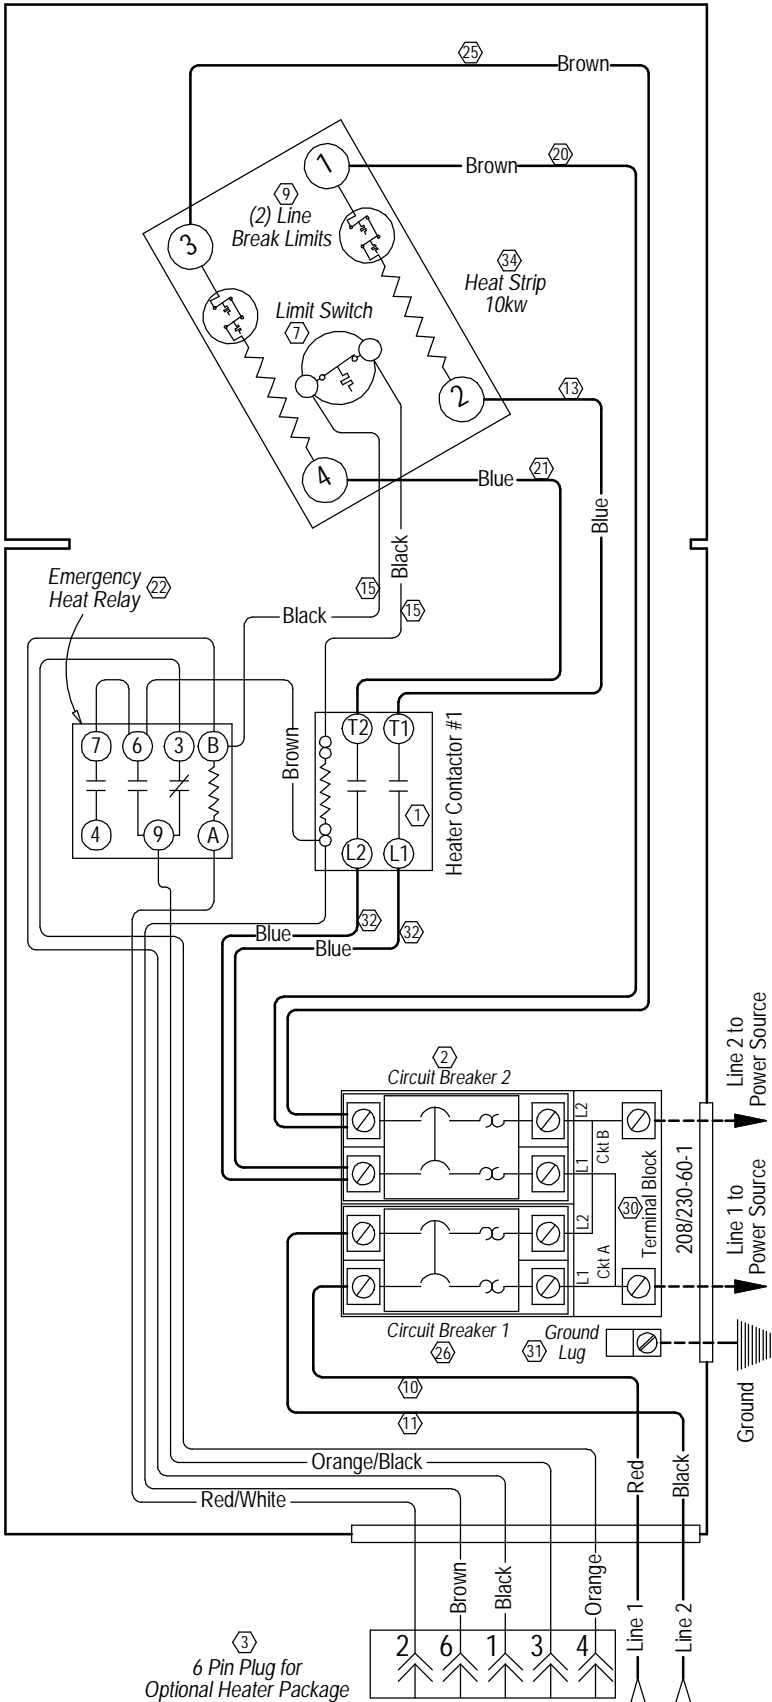 25
Brown
1
Brown
20
9
(2) Line
Break Limits
3
34
Heat Strip
10kw
Limit Switch
7
2
13
4
Blue
21
Blue
Black
Emergency
Heat Relay
22
15
15
Black
7
6
3
B
4
9
A
Brown
T2
T1
1
L2
L1
Heater Contactor #1
32
32
Blue
Blue
Line 2 to
Power Source
2
Circuit Breaker 2
L2
Ckt B
L1
L2
Ckt A
L1
30
Terminal Block
208/230-60-1
Line 1 to
Power Source
Circuit Breaker 1
26
31
Ground
Lug
Ground
10
11
Orange/Black
Red/White
Red
Black
Brown
Black
Orange
Line 1
Line 2
2
6
1
3
4
3
6 Pin Plug for
Optional Heater Package